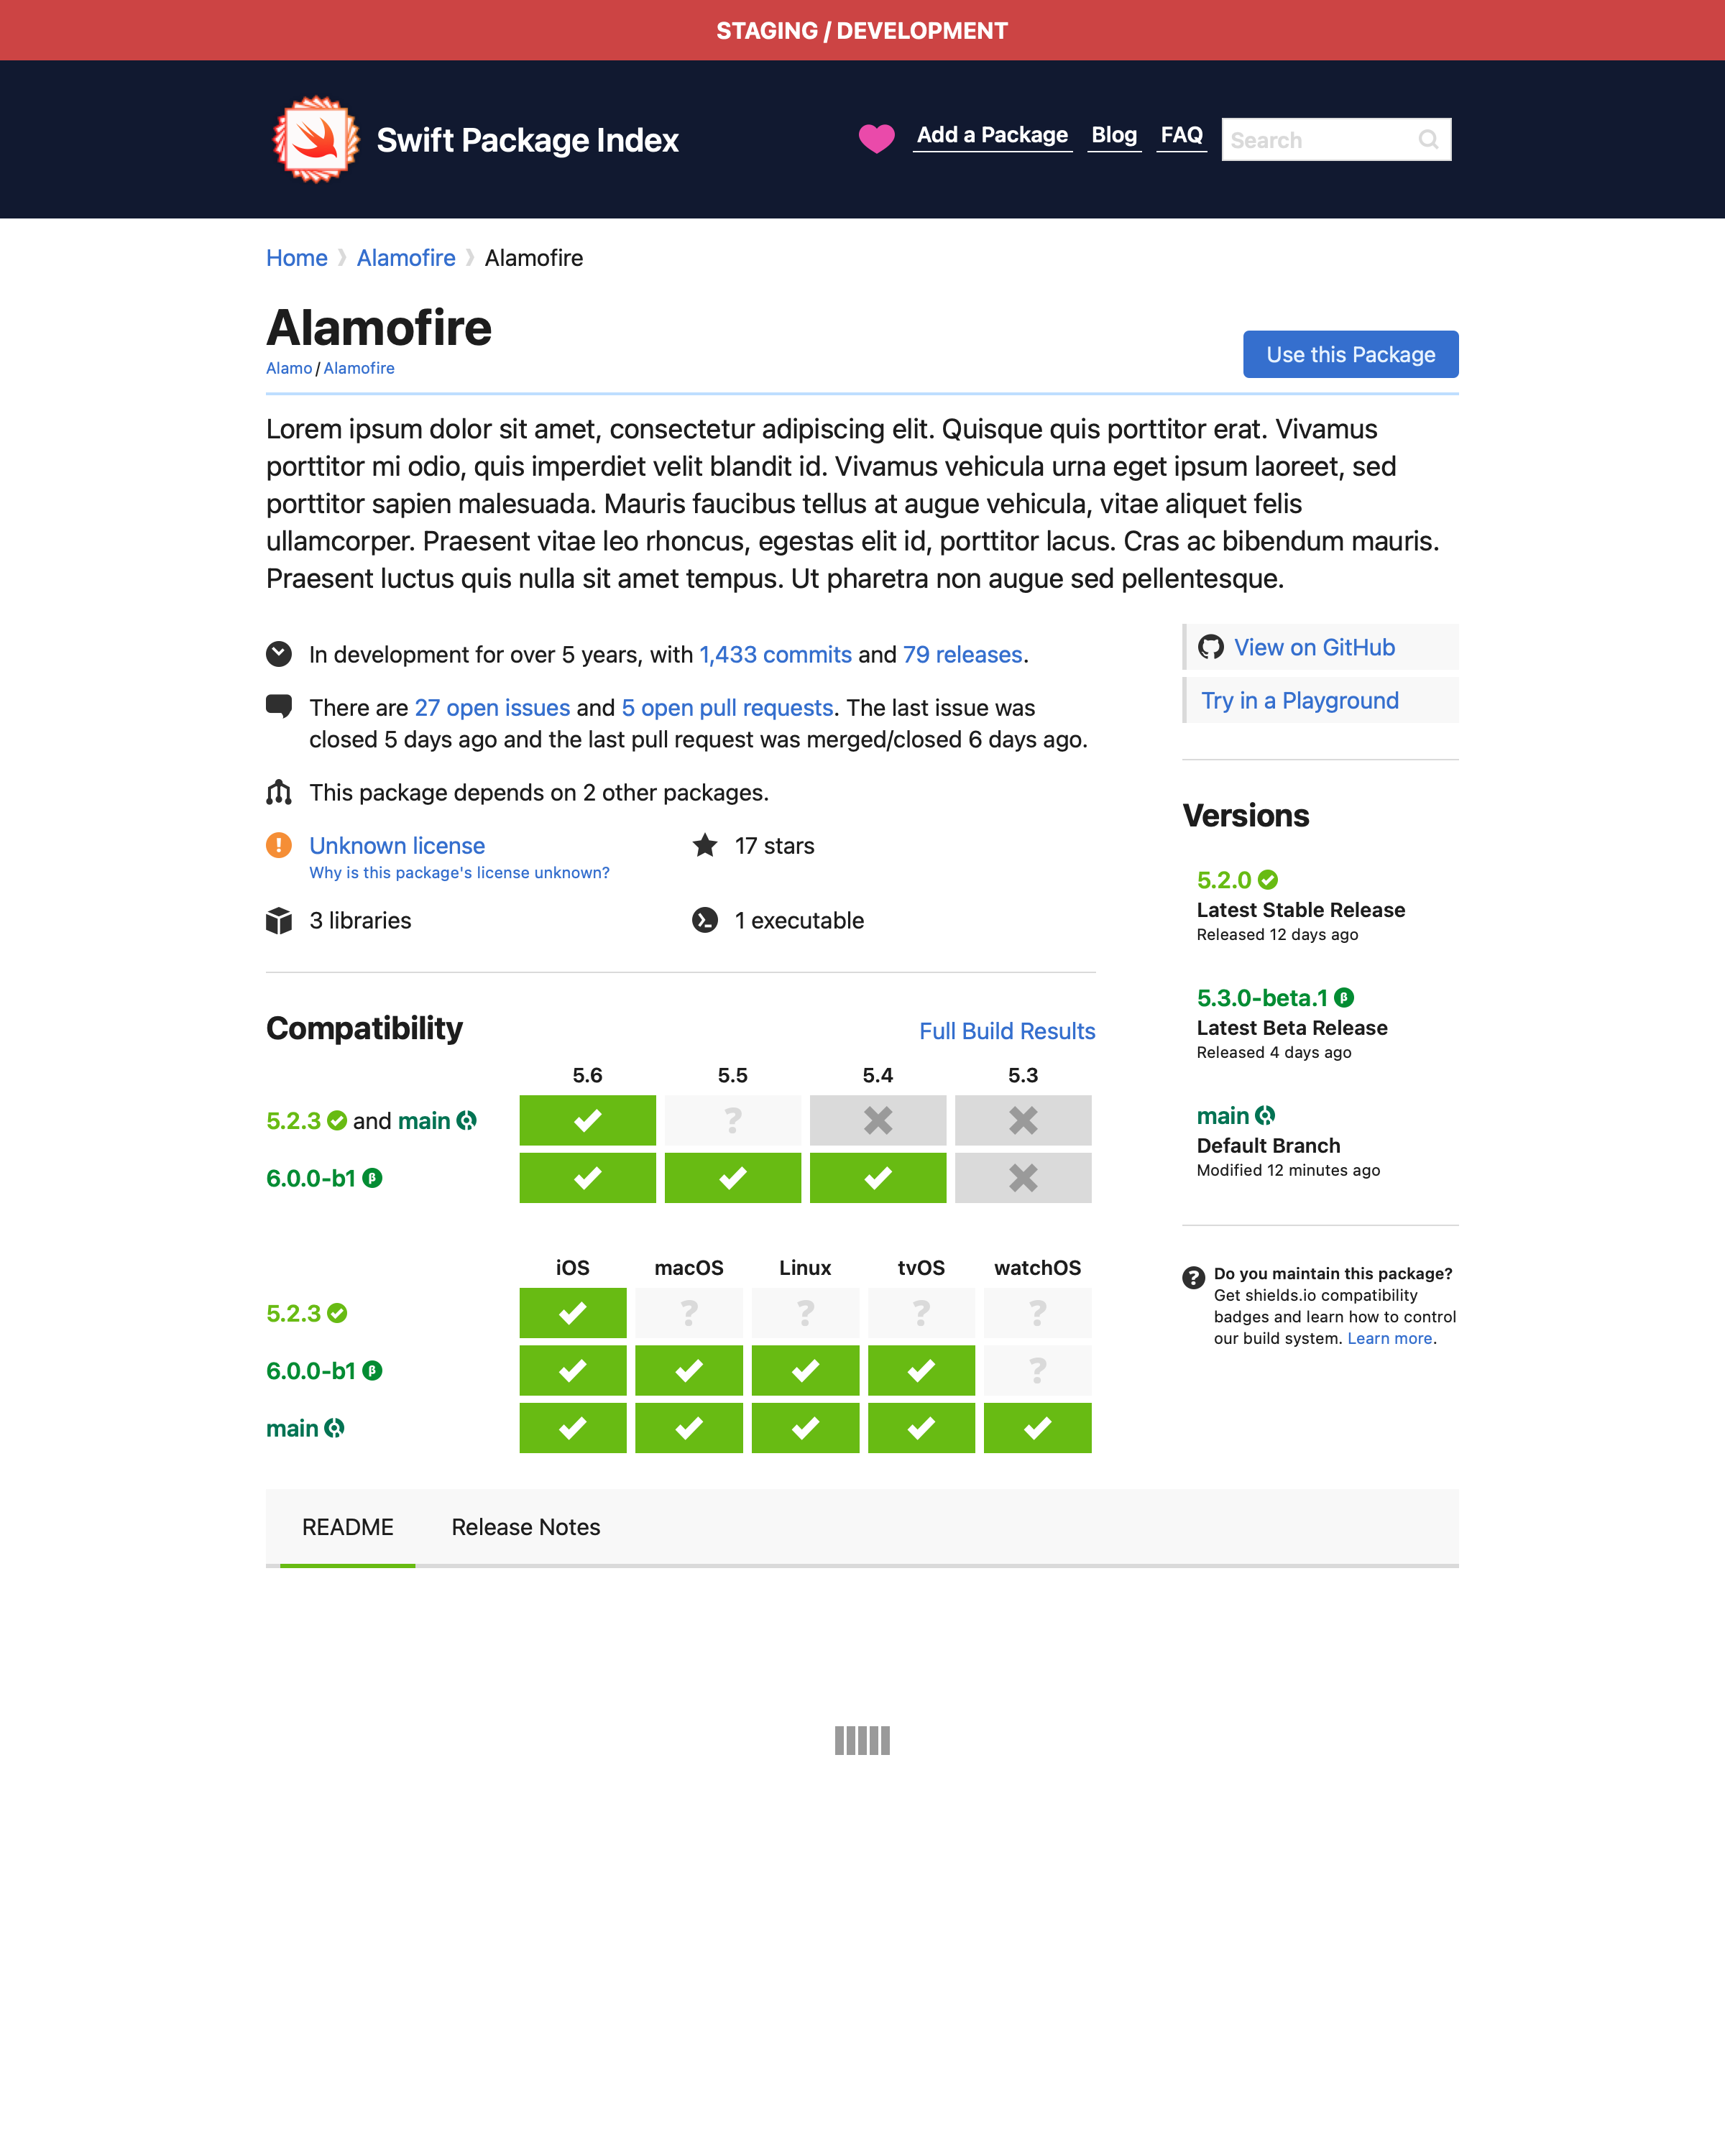 STAGING / DEVELOPMENT
Swift Package Index
Add a Package Blog FAQ Search
Home Alamofire Alamofire
Alamofire
Alamo / Alamofire
Use this Package
Lorem ipsum dolor sit amet, consectetur adipiscing elit. Quisque quis porttitor erat. Vivamus
porttitor mi odio, quis imperdiet velit blandit id. Vivamus vehicula urna eget ipsum laoreet, sed
porttitor sapien malesuada. Mauris faucibus tellus at augue vehicula, vitae aliquet felis
ullamcorper. Praesent vitae leo rhoncus, egestas elit id, porttitor lacus. Cras ac bibendum mauris.
Praesent luctus quis nulla sit amet tempus. Ut pharetra non augue sed pellentesque.
In development for over 5 years, with 1,433 commits and 79 releases.
There are 27 open issues and 5 open pull requests. The last issue was
closed 5 days ago and the last pull request was merged/closed 6 days ago.
This package depends on 2 other packages.
Unknown license
Why is this package's license unknown?
17 stars
3 libraries
1 executable
Compatibility
Full Build Results
5.6 5.5 5.4 5.3
5.2.3 and main ?
6.0.0-b1 β
iOS macOS Linux tvOS watchOS
5.2.3 ? ? ? ?
6.0.0-b1 β ?
main
View on GitHub
Try in a Playground
Versions
5.2.0
Latest Stable Release
Released 12 days ago
5.3.0-beta.1 β
Latest Beta Release
Released 4 days ago
main
Default Branch
Modified 12 minutes ago
? Do you maintain this package?
Get shields.io compatibility
badges and learn how to control
our build system. Learn more.
README Release Notes